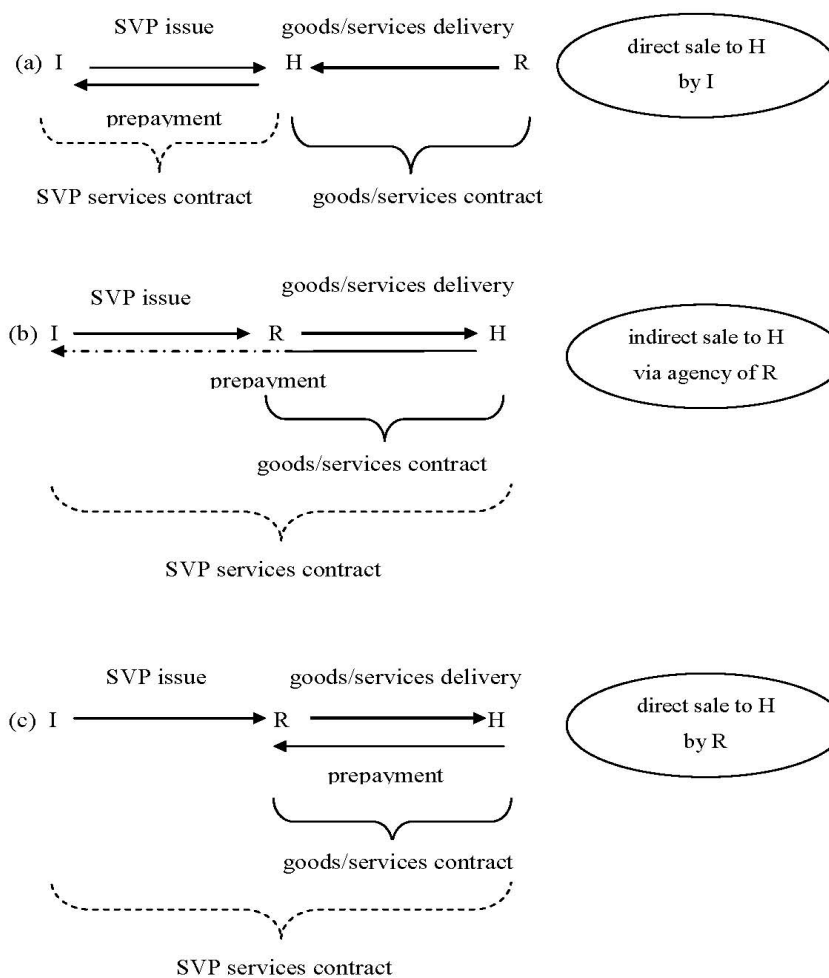 SVP issue goods/services delivery
direct sale to H
(a) I H R
by I
prepayment
SVP services contract goods/services contract
SVP issue goods/services delivery
(b) I R H
indirect sale to H
via agency of R
prepayment
goods/services contract
SVP services contract
SVP issue goods/services delivery
direct sale to H
(c) I R H
by R
prepayment
goods/services contract
SVP services contract